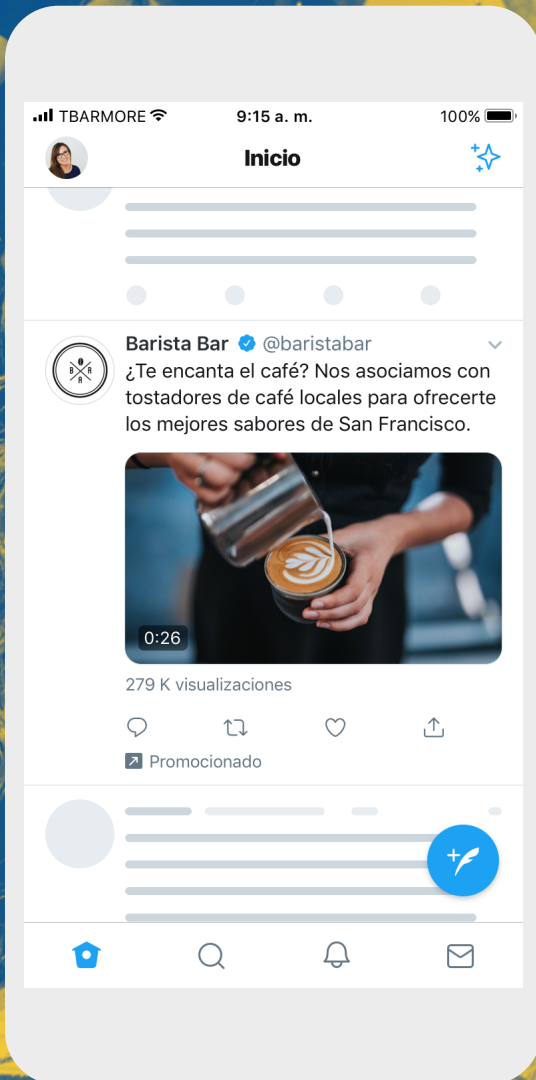 TBARMORE 9:15 a. m. 100%
Inicio
Barista Bar @baristabar
¿Te encanta el café? Nos asociamos con
tostadores de café locales para ofrecerte
los mejores sabores de San Francisco.
0:26
279 K visualizaciones
Promocionado